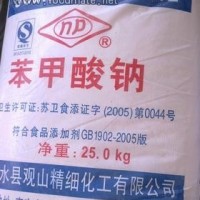 www.foodmate.net
np
®
苯甲酸钠
卫生许可证:苏卫食添证字(2005)第0044号
符合食品添加剂GB1902-2005版
净重:25.0kg
水县观山精细化工有限公司